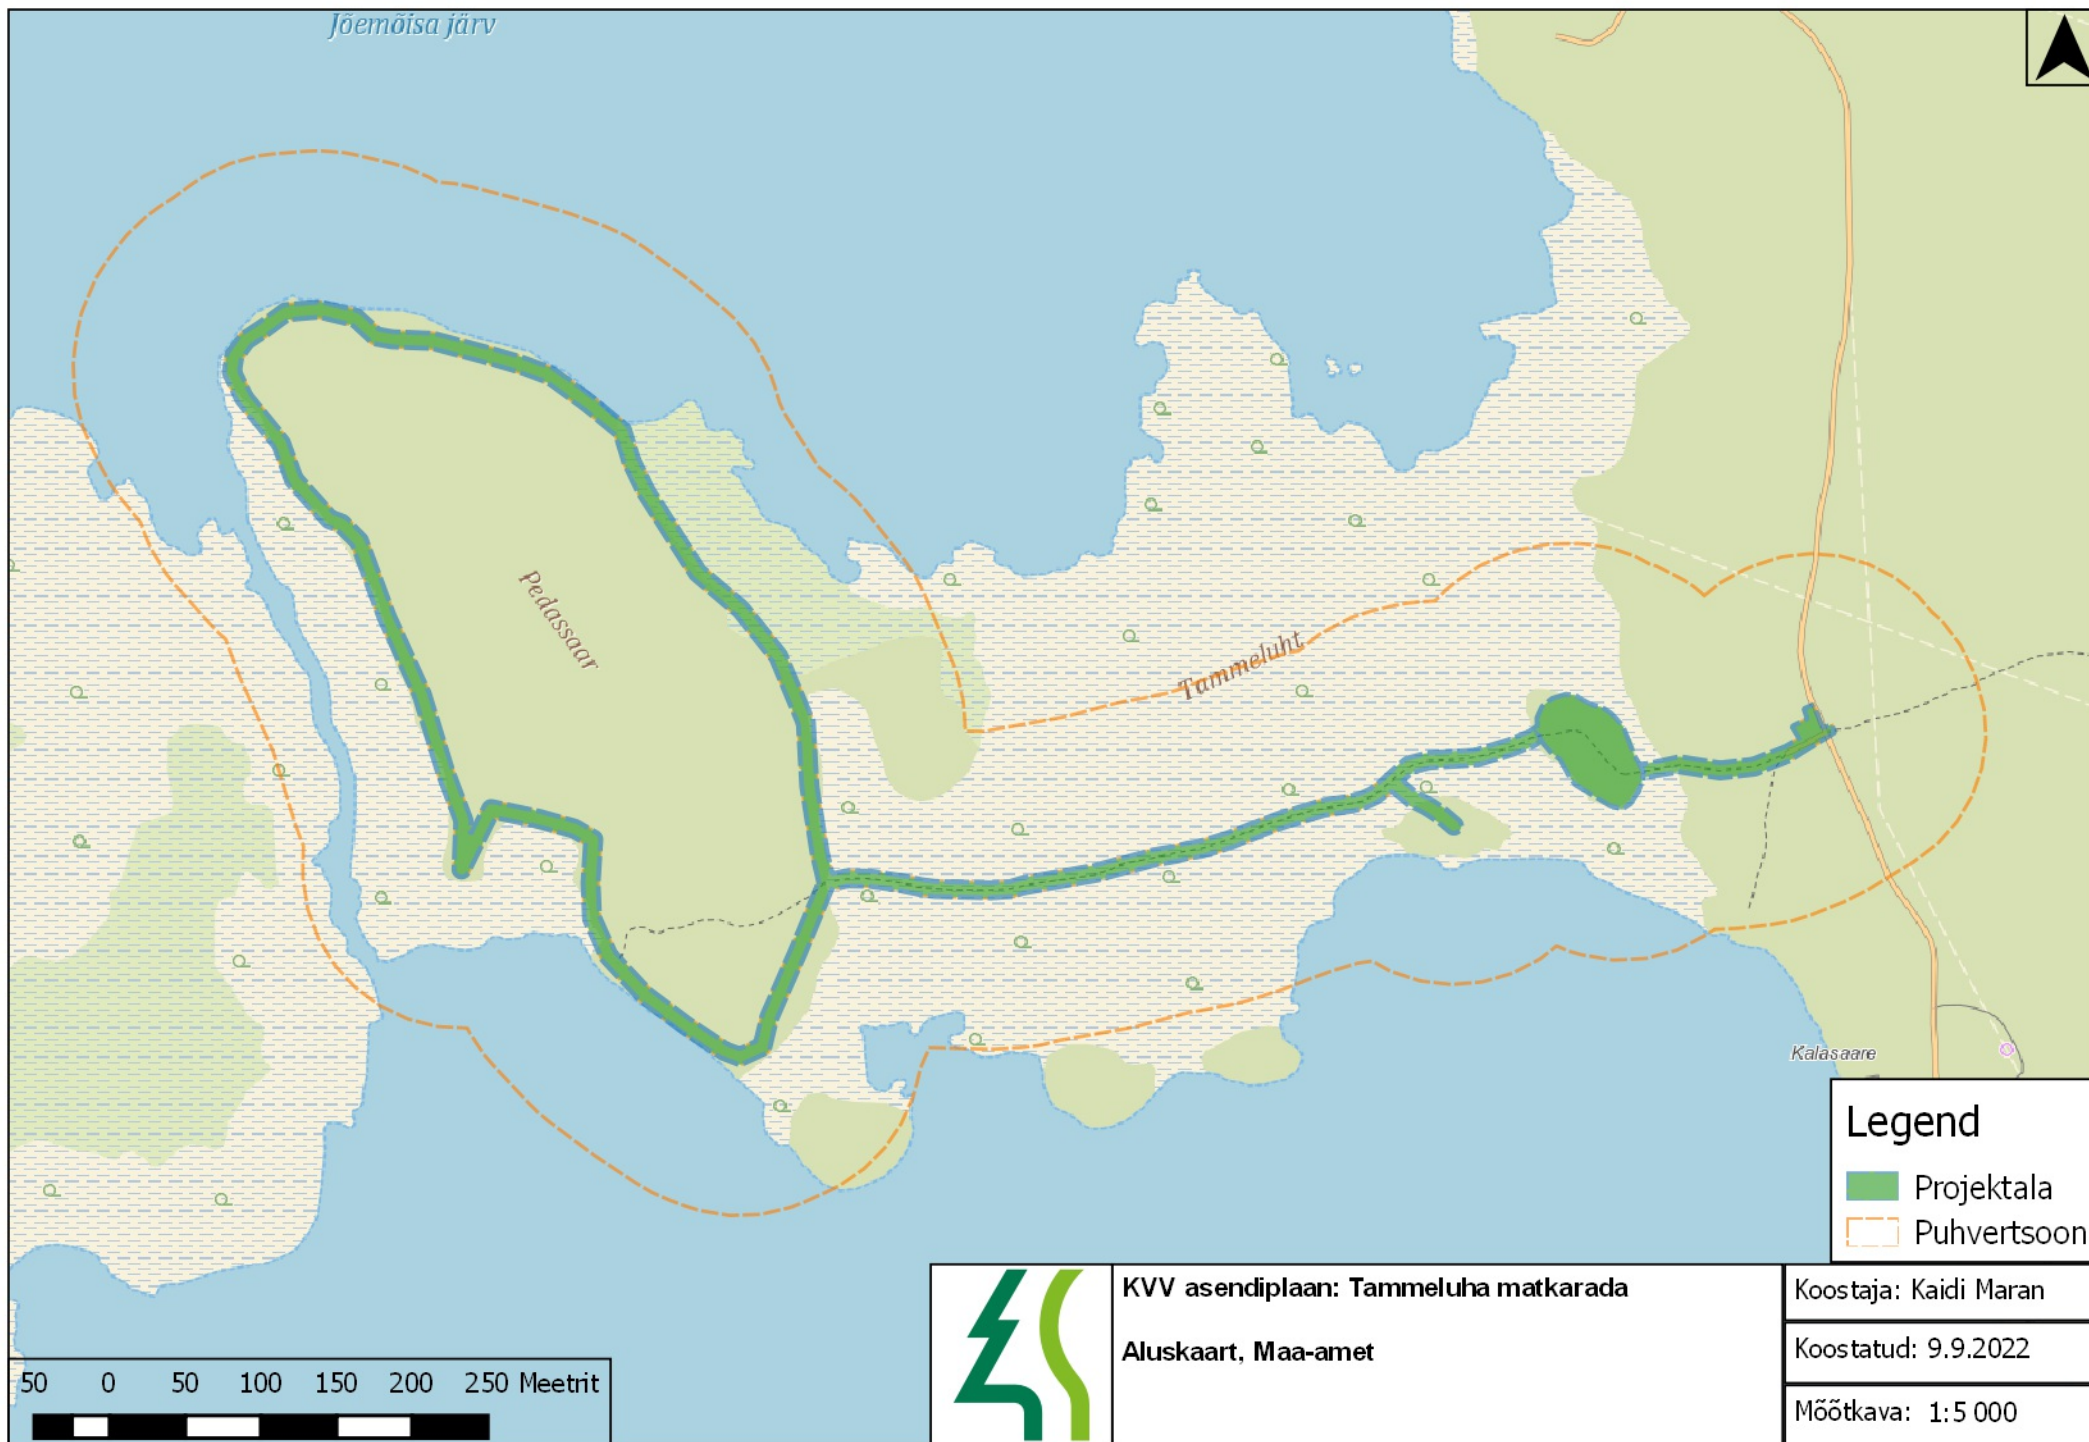 Jõemõisa järv
Pedassaar
Tammeluht
Kalasaare
Legend
Projektala
Puhvertsoon
KVV asendiplaan: Tammeluha matkarada
Aluskaart, Maa-amet
Koostaja: Kaidi Maran
Koostatud: 9.9.2022
Mõõtkava: 1:5 000
50 0 50 100 150 200 250 Meetrit